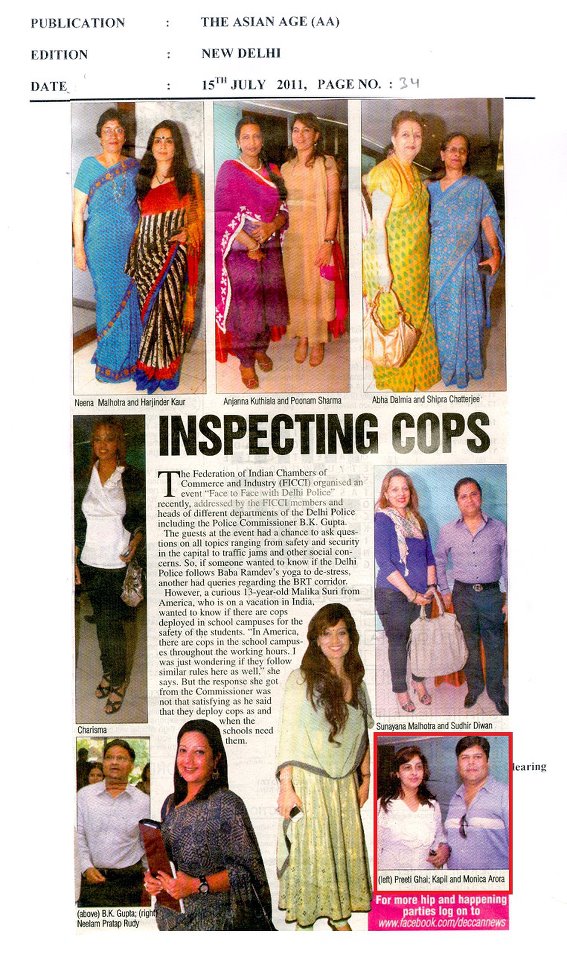 PUBLICATION : THE ASIAN AGE (AA)
EDITION : NEW DELHI
DATE : 15TH JULY 2011, PAGE NO. : 34
Neena Malhotra and Harjinder Kaur
Anjanna Kuthiala and Poonam Sharma
Abha Dalmia and Shipra Chatterjee
INSPECTING COPS
The Federation of Indian Chambers of
Commerce and Industry (FICCI) organised an
event “Face to Face with Delhi Police”
recently, addressed by the FICCI members and
heads of different departments of the Delhi Police
including the Police Commissioner B.K. Gupta.
The guests at the event had a chance to ask ques-
tions on all topics ranging from safety and security
in the capital to traffic jams and other social con-
cerns. So, if someone wanted to know if the Delhi
Police follows Baba Ramdev's yoga to de-stress,
another had queries regarding the BRT corridor.
However, a curious 13-year-old Malika Suri from
America, who is on a vacation in India,
wanted to know if there are cops
deployed in school campuses for the
safety of the students. “In America,
there are cops in the school campus-
es throughout the working hours. I
was just wondering if they follow
similar rules here as well,” she
says. But the response she got
from the Commissioner was
not that satisfying as he said
that they deploy cops as and
when the
schools need
them.
Charisma
Sunayana Malhotra and Sudhir Diwan
learing
(left) Preeti Ghai; Kapil and Monica Arora
(above) B.K. Gupta; (right)
Neelam Pratap Rudy
For more hip and happening
parties log on to
www.facebook.com/deccannews